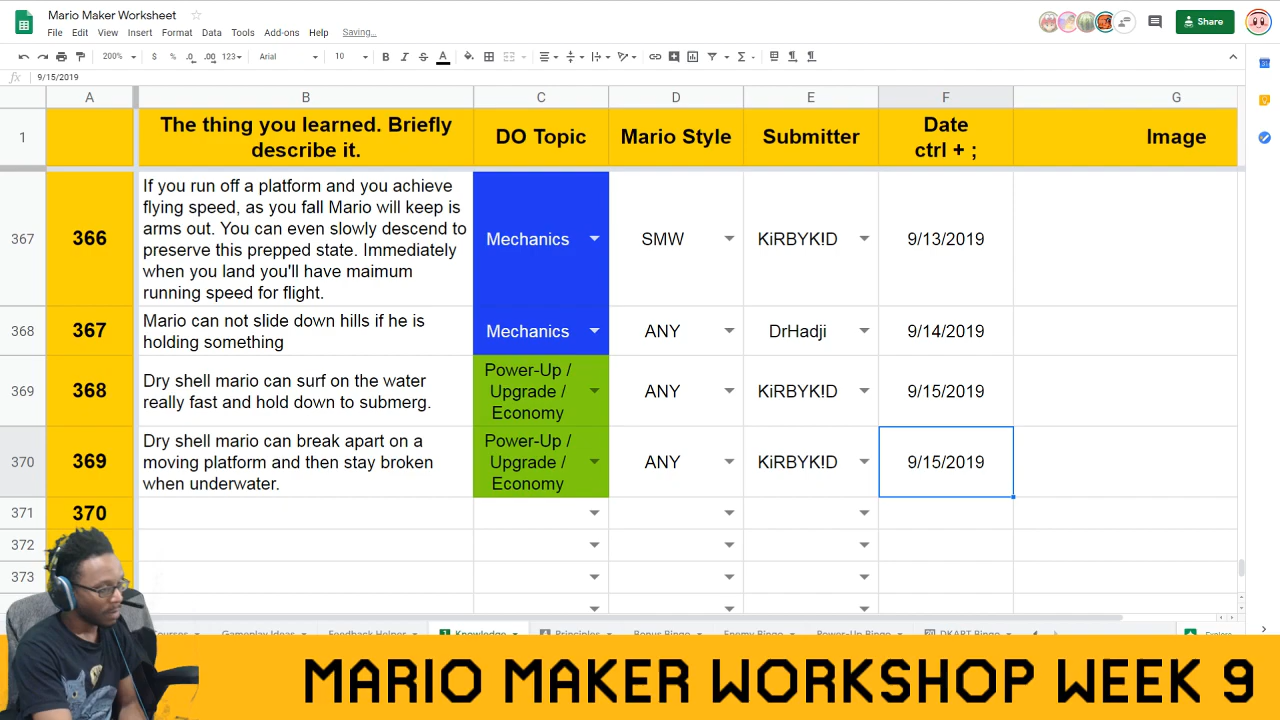 Mario Maker Worksheet
File Edit View Insert Format Data Tools Add-ons Help Saving...
Share
200% $ % .0 .00 123 Arial 10 B I S A
fx 9/15/2019
A B C D E F G
1 The thing you learned. Briefly describe it. DO Topic Mario Style Submitter Date ctrl + ; Image
367 366 If you run off a platform and you achieve
flying speed, as you fall Mario will keep is
arms out. You can even slowly descend to
preserve this prepped state. Immediately
when you land you'll have maimum
running speed for flight.
Mechanics SMW KiRBYK!D 9/13/2019
368 367 Mario can not slide down hills if he is
holding something
Mechanics ANY DrHadji 9/14/2019
369 368 Dry shell mario can surf on the water
really fast and hold down to submerg.
Power-Up /
Upgrade /
Economy
ANY KiRBYK!D 9/15/2019
370 369 Dry shell mario can break apart on a
moving platform and then stay broken
when underwater.
Power-Up /
Upgrade /
Economy
ANY KiRBYK!D 9/15/2019
371 370
372
373
Gameplay Ideas Feedback Helper 1 Knowledge Principles Bonus Bingo Enemy Bingo Power-Up Bingo DKART Bingo Explore
MARIO MAKER WORKSHOP WEEK 9